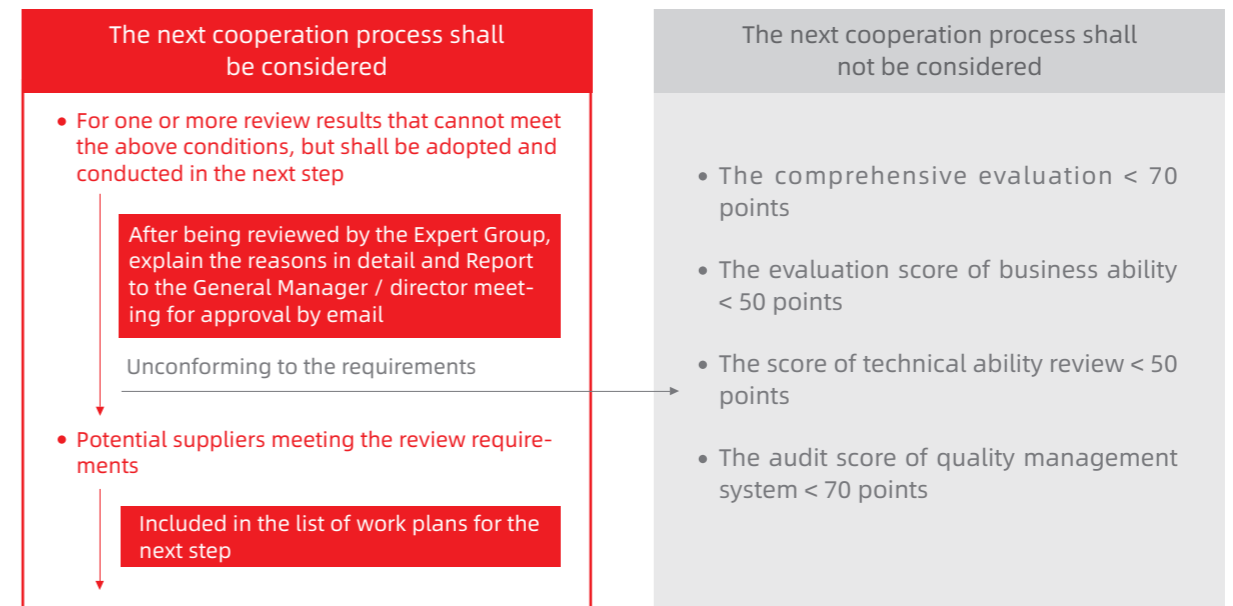 The next cooperation process shall
be considered
• For one or more review results that cannot meet
the above conditions, but shall be adopted and
conducted in the next step
After being reviewed by the Expert Group,
explain the reasons in detail and Report
to the General Manager / director meet-
ing for approval by email
Unconforming to the requirements
• Potential suppliers meeting the review require-
ments
Included in the list of work plans for the
next step
The next cooperation process shall
not be considered
• The comprehensive evaluation < 70
points
• The evaluation score of business ability
< 50 points
• The score of technical ability review < 50
points
• The audit score of quality management
system < 70 points